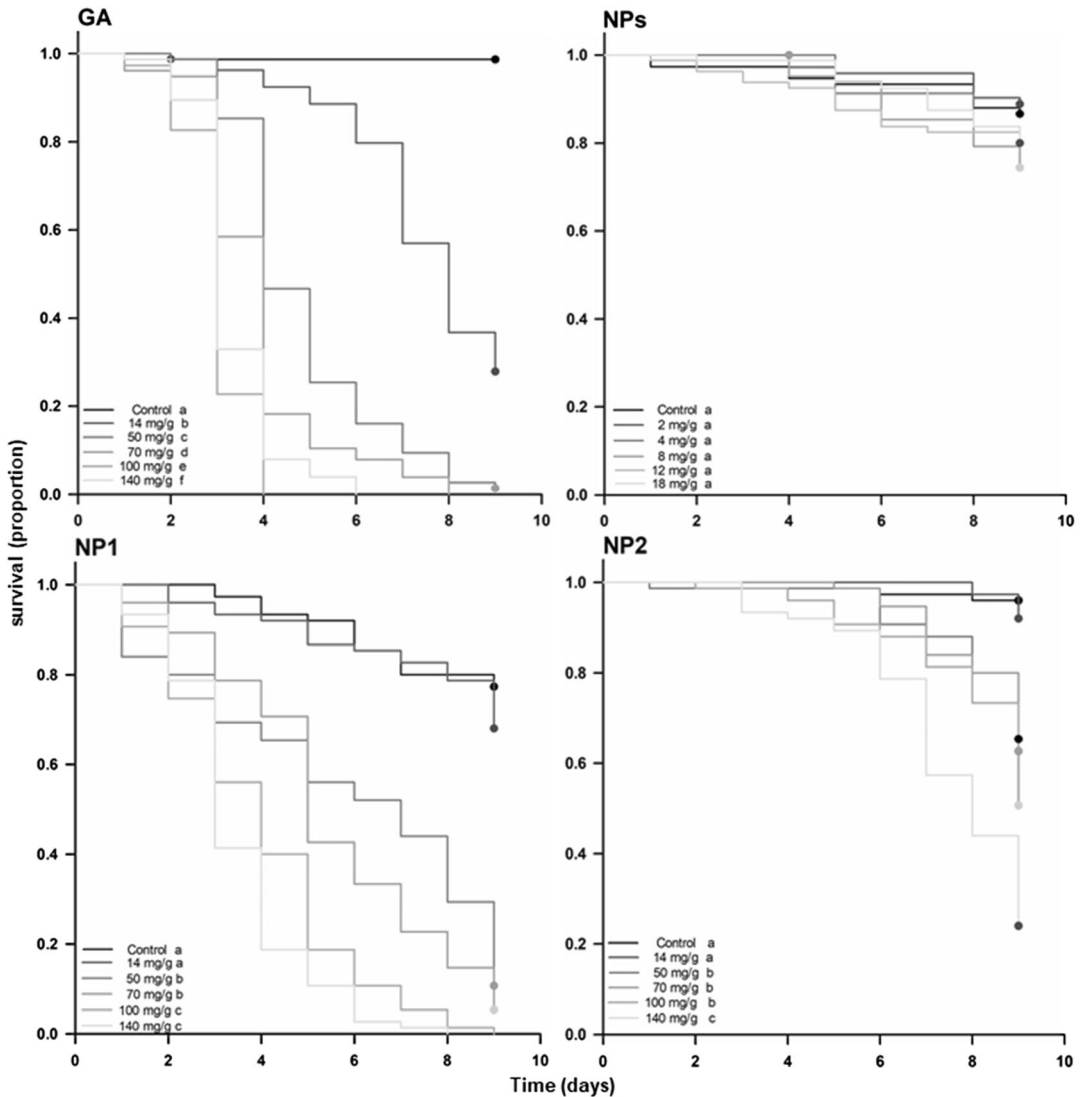 GA
1.0
0.8
0.6
0.4
0.2
0.0
Control a
14 mg/g b
50 mg/g c
70 mg/g d
100 mg/g e
140 mg/g f
0 2 4 6 8 10
NPs
1.0
0.8
0.6
0.4
0.2
0.0
Control a
2 mg/g a
4 mg/g a
8 mg/g a
12 mg/g a
18 mg/g a
0 2 4 6 8 10
survival (proportion)
NP1
1.0
0.8
0.6
0.4
0.2
0.0
Control a
14 mg/g a
50 mg/g b
70 mg/g b
100 mg/g c
140 mg/g c
0 2 4 6 8 10
NP2
1.0
0.8
0.6
0.4
0.2
0.0
Control a
14 mg/g a
50 mg/g b
70 mg/g b
100 mg/g b
140 mg/g c
0 2 4 6 8 10
Time (days)